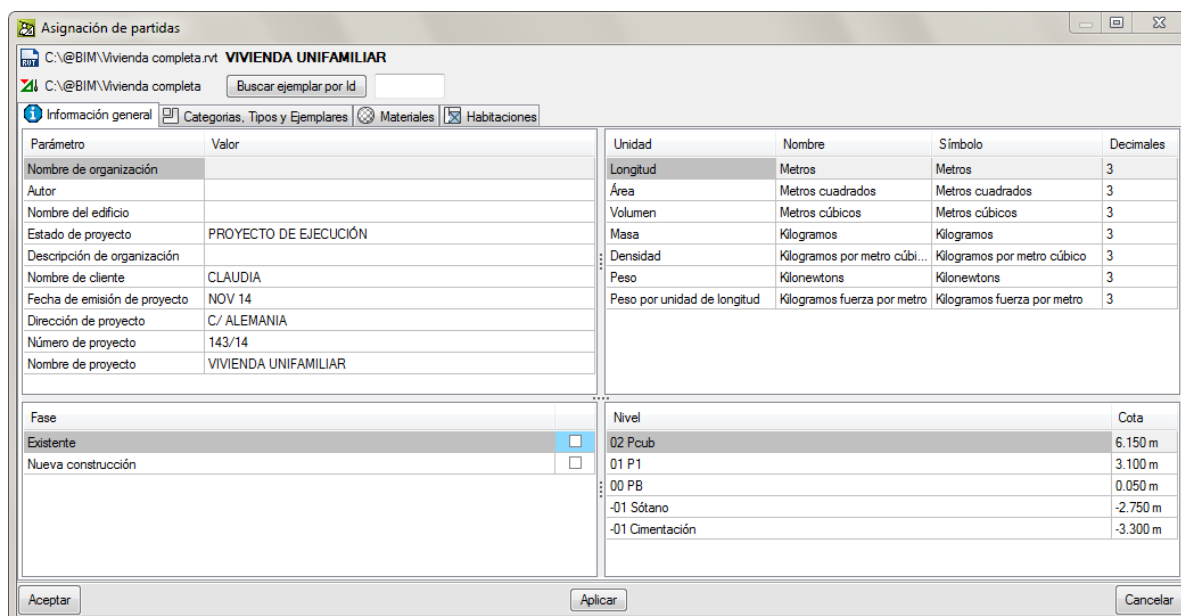 Asignación de partidas
C:\@BIM\Vivienda completa.rvt VIVIENDA UNIFAMILIAR
C:\@BIM\Vivienda completa Buscar ejemplar por Id
Información general Categorias, Tipos y Ejemplares Materiales Habitaciones
Parámetro Valor
Nombre de organización
Autor
Nombre del edificio
Estado de proyecto PROYECTO DE EJECUCIÓN
Descripción de organización
Nombre de cliente CLAUDIA
Fecha de emisión de proyecto NOV 14
Dirección de proyecto C/ ALEMANIA
Número de proyecto 143/14
Nombre de proyecto VIVIENDA UNIFAMILIAR
Unidad Nombre Símbolo Decimales
Longitud Metros Metros 3
Área Metros cuadrados Metros cuadrados 3
Volumen Metros cúbicos Metros cúbicos 3
Masa Kilogramos Kilogramos 3
Densidad Kilogramos por metro cúbi... Kilogramos por metro cúbico 3
Peso Kilonewtons Kilonewtons 3
Peso por unidad de longitud Kilogramos fuerza por metro Kilogramos fuerza por metro 3
Fase
Existente
Nueva construcción
Nivel Cota
02 Pcub 6.150 m
01 P1 3.100 m
00 PB 0.050 m
-01 Sótano -2.750 m
-01 Cimentación -3.300 m
Aceptar Aplicar Cancelar